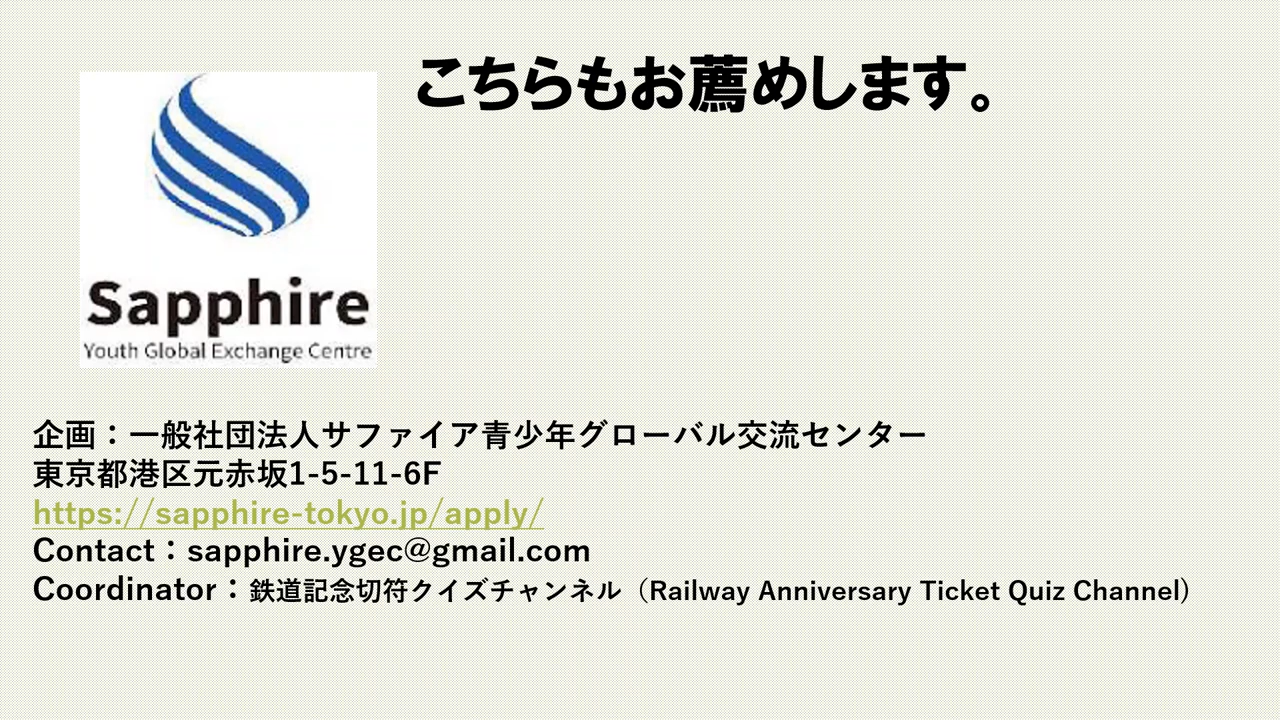 こちらもお薦めします。
Sapphire
Youth Global Exchange Centre
企画：一般社団法人サファイア青少年グローバル交流センター
東京都港区元赤坂1-5-11-6F
https://sapphire-tokyo.jp/apply/
Contact：sapphire.ygec@gmail.com
Coordinator：鉄道記念切符クイズチャンネル（Railway Anniversary Ticket Quiz Channel）